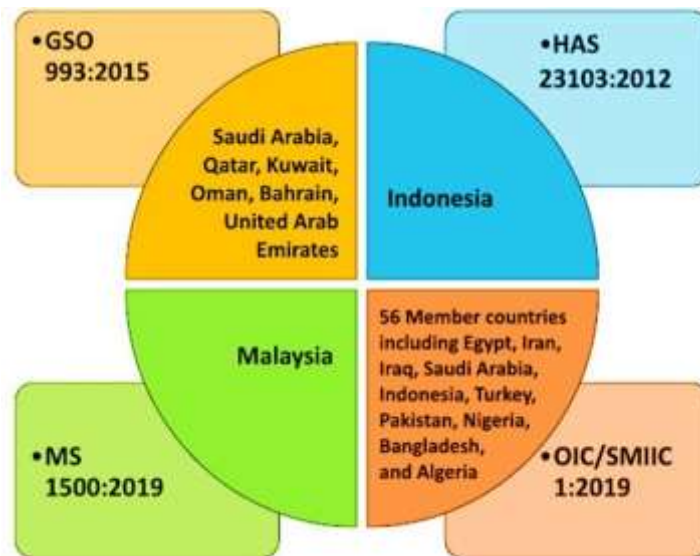 •GSO
993:2015
•HAS
23103:2012
Saudi Arabia,
Qatar, Kuwait,
Oman, Bahrain,
United Arab
Emirates
Indonesia
Malaysia
56 Member countries
including Egypt, Iran,
Iraq, Saudi Arabia,
Indonesia, Turkey,
Pakistan, Nigeria,
Bangladesh,
and Algeria
•MS
1500:2019
•OIC/SMIIC
1:2019